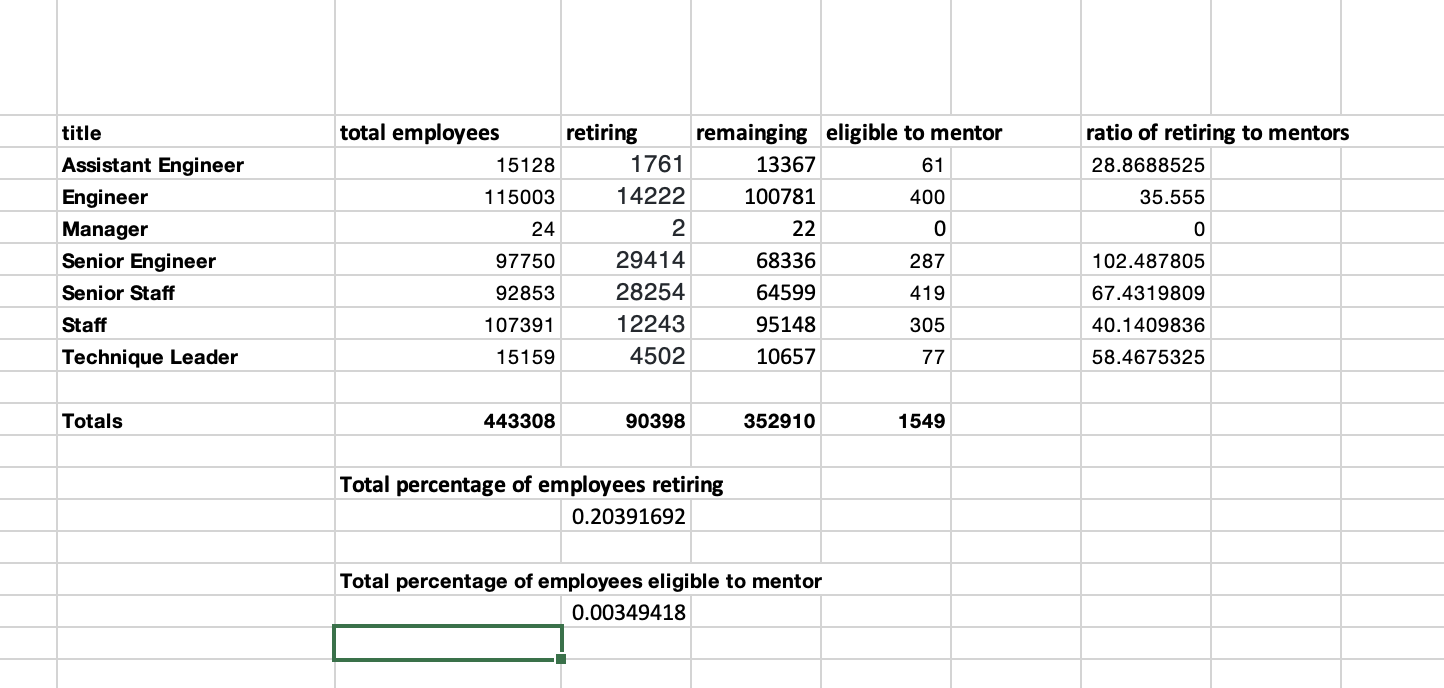 title total employees retiring remainging eligible to mentor ratio of retiring to mentors
Assistant Engineer 15128 1761 13367 61 28.8688525
Engineer 115003 14222 100781 400 35.555
Manager 24 2 22 0 0
Senior Engineer 97750 29414 68336 287 102.487805
Senior Staff 92853 28254 64599 419 67.4319809
Staff 107391 12243 95148 305 40.1409836
Technique Leader 15159 4502 10657 77 58.4675325
Totals 443308 90398 352910 1549
Total percentage of employees retiring
0.20391692
Total percentage of employees eligible to mentor
0.00349418